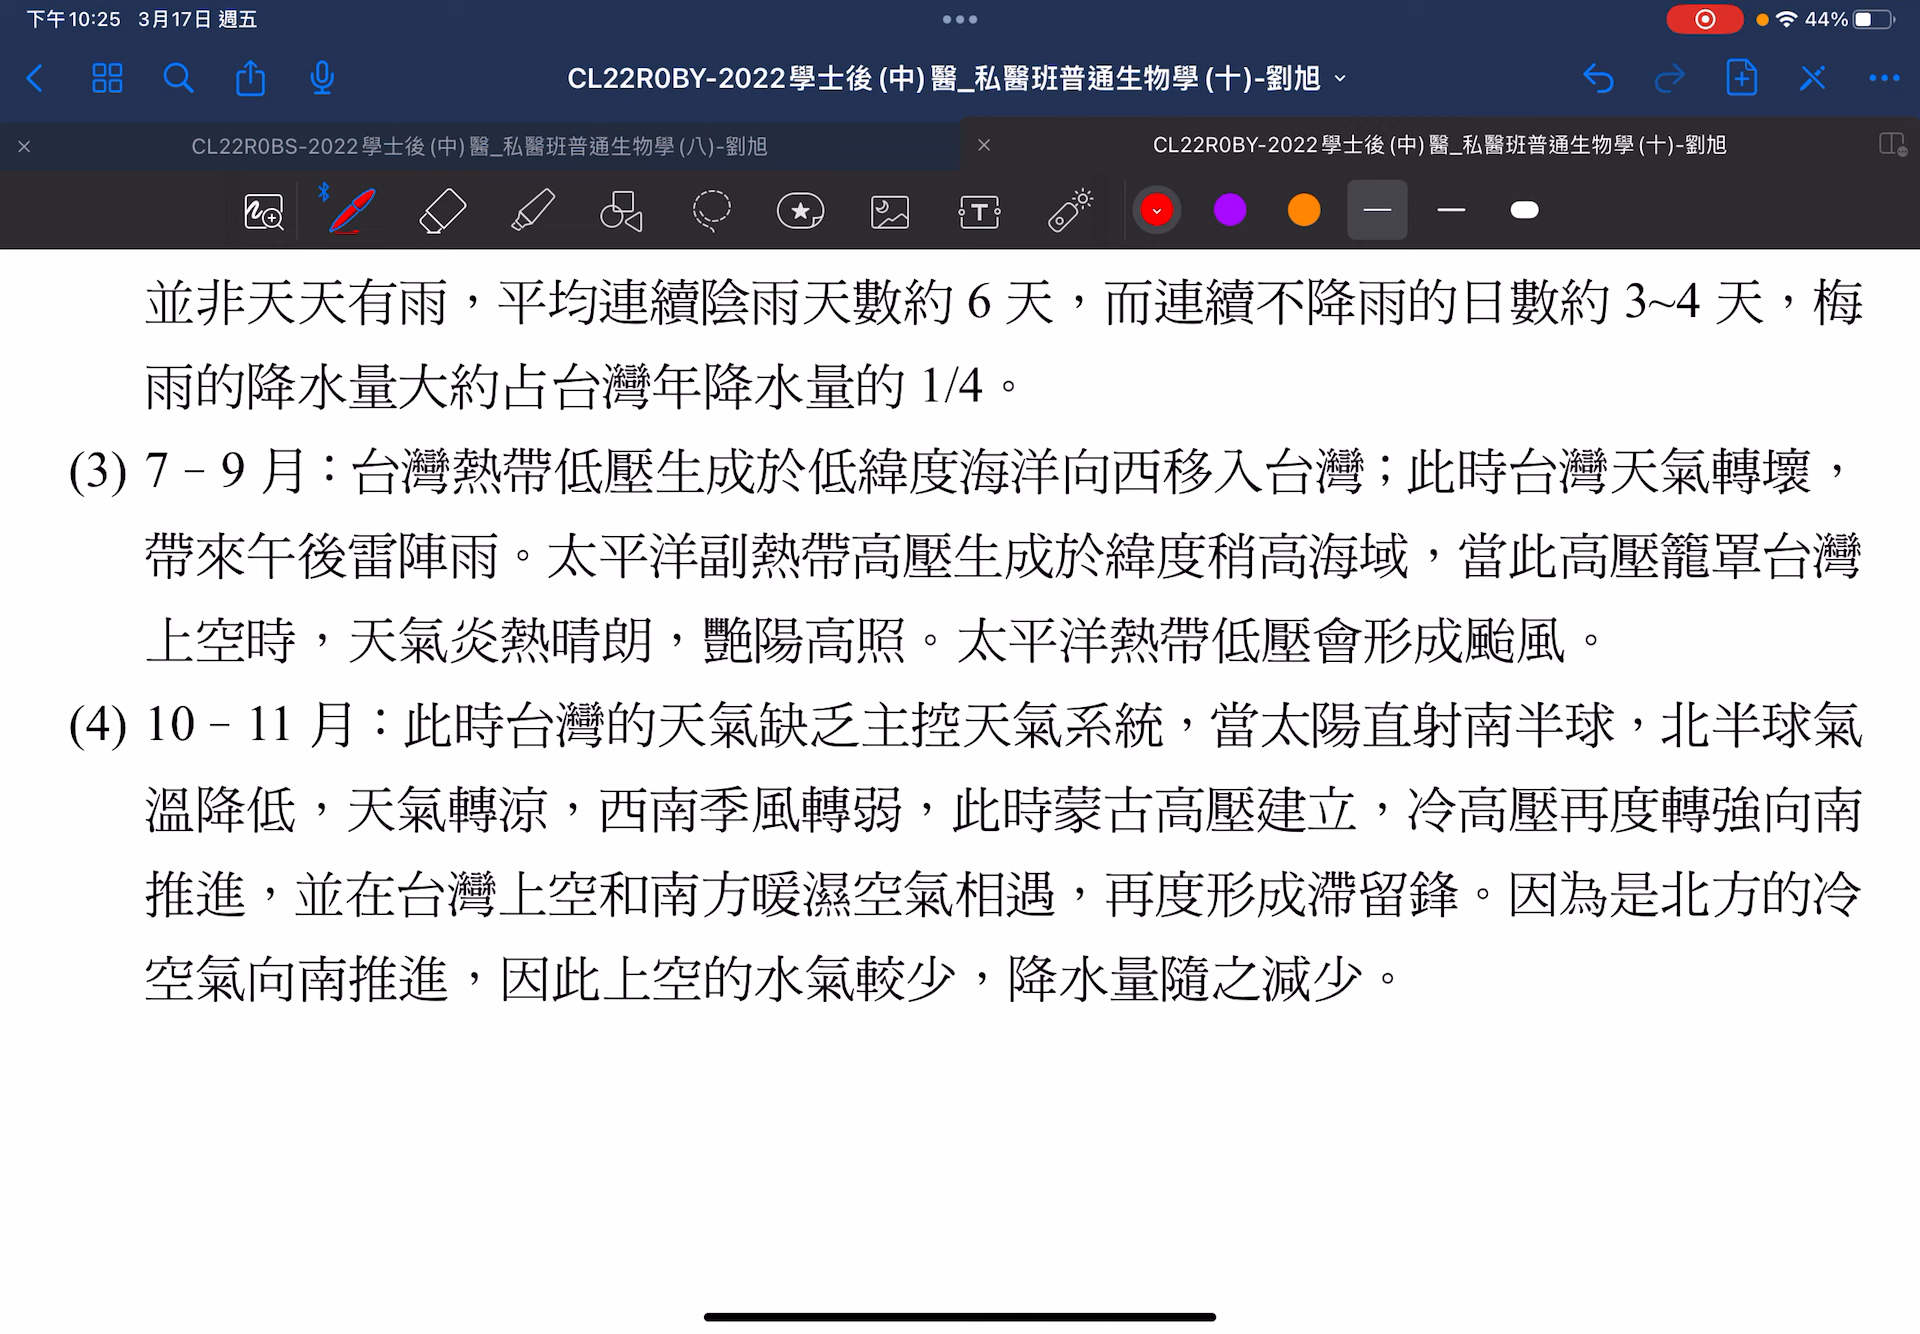 下午10:25 3月17日 週五
44%
CL22R0BY-2022學士後(中)醫_私醫班普通生物學(十)-劉旭
CL22R0BS-2022學士後(中)醫_私醫班普通生物學(八)-劉旭
CL22R0BY-2022學士後(中)醫_私醫班普通生物學(十)-劉旭
並非天天有雨，平均連續陰雨天數約 6 天，而連續不降雨的日數約 3~4 天，梅
雨的降水量大約占台灣年降水量的 1/4。
(3) 7﹣9 月：台灣熱帶低壓生成於低緯度海洋向西移入台灣；此時台灣天氣轉壞，
帶來午後雷陣雨。太平洋副熱帶高壓生成於緯度稍高海域，當此高壓籠罩台灣
上空時，天氣炎熱晴朗，艷陽高照。太平洋熱帶低壓會形成颱風。
(4) 10﹣11 月：此時台灣的天氣缺乏主控天氣系統，當太陽直射南半球，北半球氣
溫降低，天氣轉涼，西南季風轉弱，此時蒙古高壓建立，冷高壓再度轉強向南
推進，並在台灣上空和南方暖濕空氣相遇，再度形成滯留鋒。因為是北方的冷
空氣向南推進，因此上空的水氣較少，降水量隨之減少。